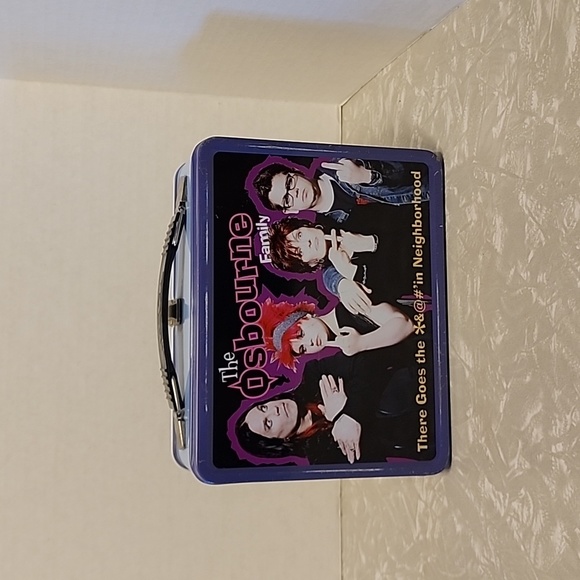 The
Osbourne
Family
There Goes the *&@#'in Neighborhood